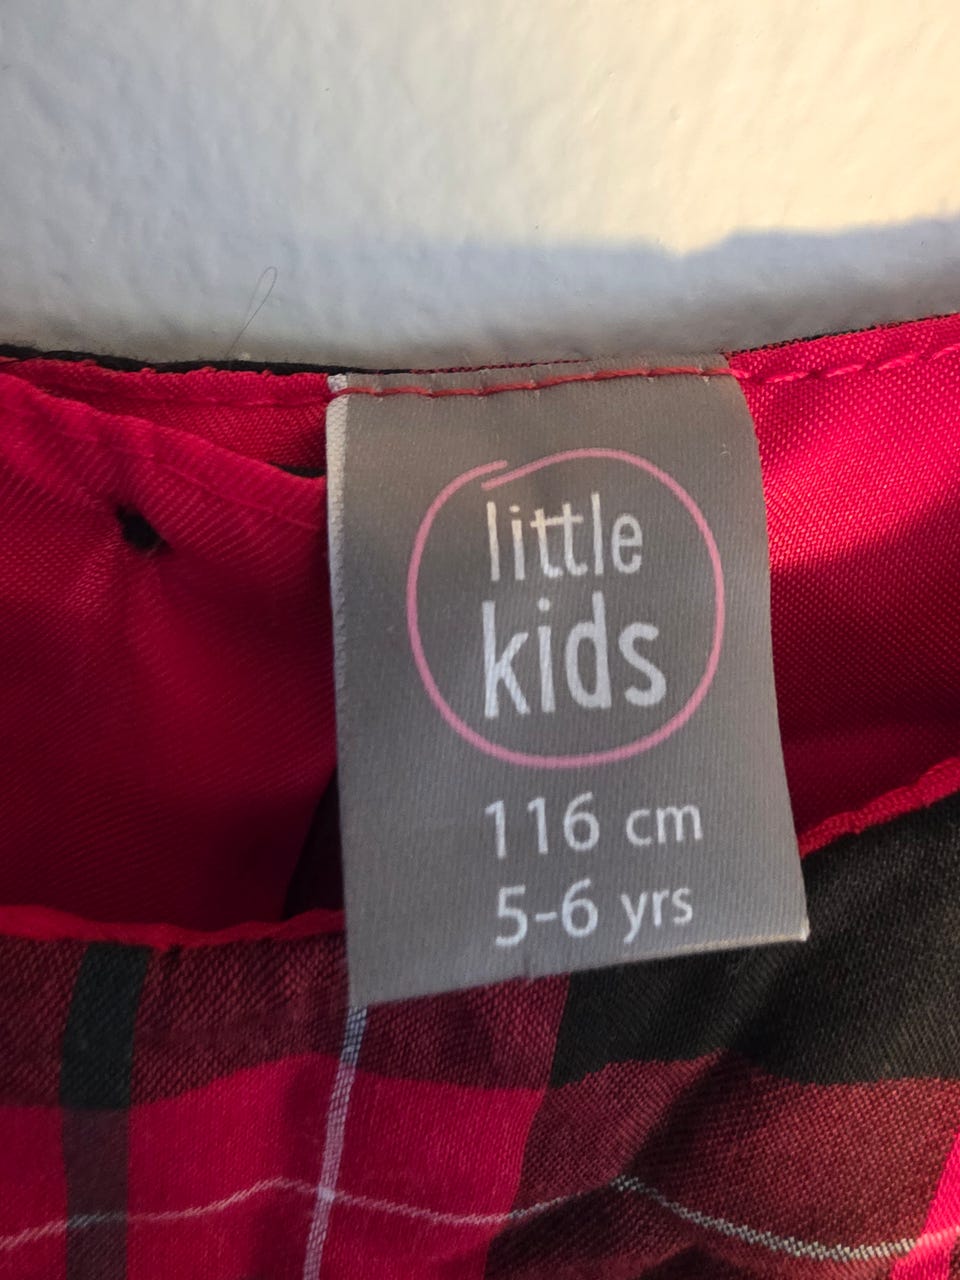 little
kids
116 cm
5-6 yrs